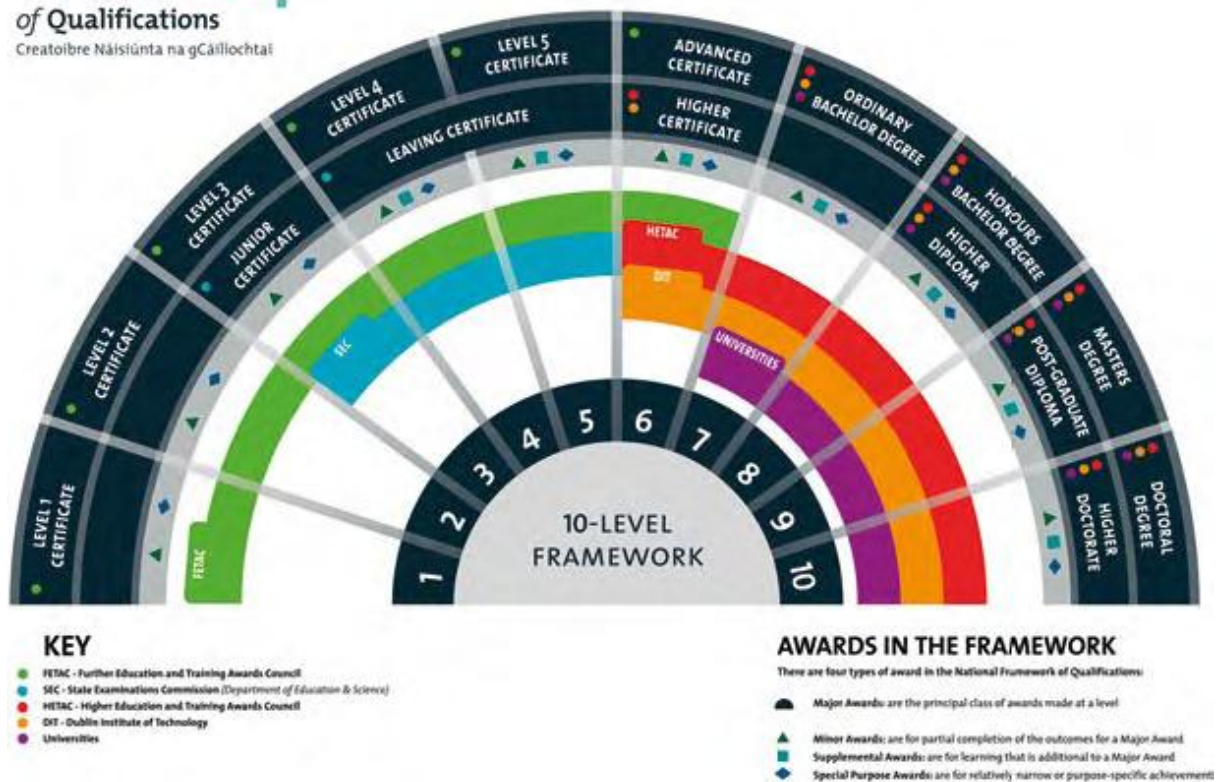 of Qualifications
Creatoibre Náisiúnta na gCáilíochtaí
LEVEL 1
CERTIFICATE
LEVEL 2
CERTIFICATE
LEVEL 3
CERTIFICATE
JUNIOR
CERTIFICATE
LEVEL 4
CERTIFICATE
LEVEL 5
CERTIFICATE
LEAVING CERTIFICATE
ADVANCED
CERTIFICATE
HIGHER
CERTIFICATE
ORDINARY
BACHELOR DEGREE
HONOURS
BACHELOR DEGREE
HIGHER
DIPLOMA
MASTERS
DEGREE
POST-GRADUATE
DIPLOMA
DOCTORAL
DEGREE
HIGHER
DOCTORATE
FETAC
SEC
HETAC
DIT
UNIVERSITIES
1
2
3
4
5
6
7
8
9
10
10-LEVEL
FRAMEWORK
KEY
FETAC - Further Education and Training Awards Council
SEC - State Examinations Commission (Department of Education & Science)
HETAC - Higher Education and Training Awards Council
DIT - Dublin Institute of Technology
Universities
AWARDS IN THE FRAMEWORK
There are four types of award in the National Framework of Qualifications:
Major Awards: are the principal class of awards made at a level
Minor Awards: are for partial completion of the outcomes for a Major Award
Supplemental Awards: are for learning that is additional to a Major Award
Special Purpose Awards: are for relatively narrow or purpose-specific achievement